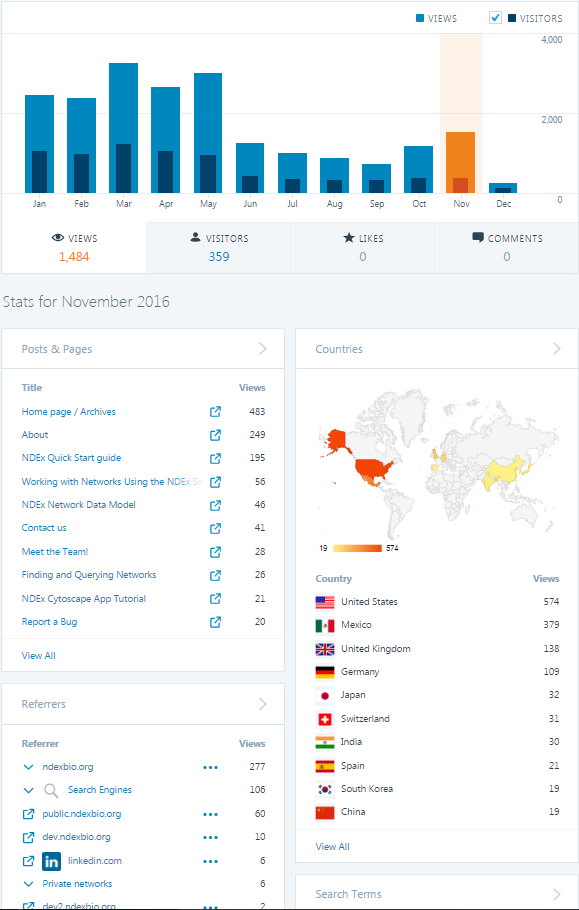 VIEWS VISITORS
4,000
2,000
0
Jan Feb Mar Apr May Jun Jul Aug Sep Oct Nov Dec
VIEWS VISITORS LIKES COMMENTS
1,484 359 0 0
Stats for November 2016
Posts & Pages
Title Views
Home page / Archives 483
About 249
NDEx Quick Start guide 195
Working with Networks Using the NDEx Se 56
NDEx Network Data Model 46
Contact us 41
Meet the Team! 28
Finding and Querying Networks 26
NDEx Cytoscape App Tutorial 21
Report a Bug 20
View All
Referrers
Referrer Views
ndexbio.org 277
Search Engines 106
public.ndexbio.org 60
dev.ndexbio.org 10
in linkedin.com 6
Private networks 6
dev2.ndexbio.org 2
Countries
19 574
Country Views
United States 574
Mexico 379
United Kingdom 138
Germany 109
Japan 32
Switzerland 31
India 30
Spain 21
South Korea 19
China 19
View All
Search Terms